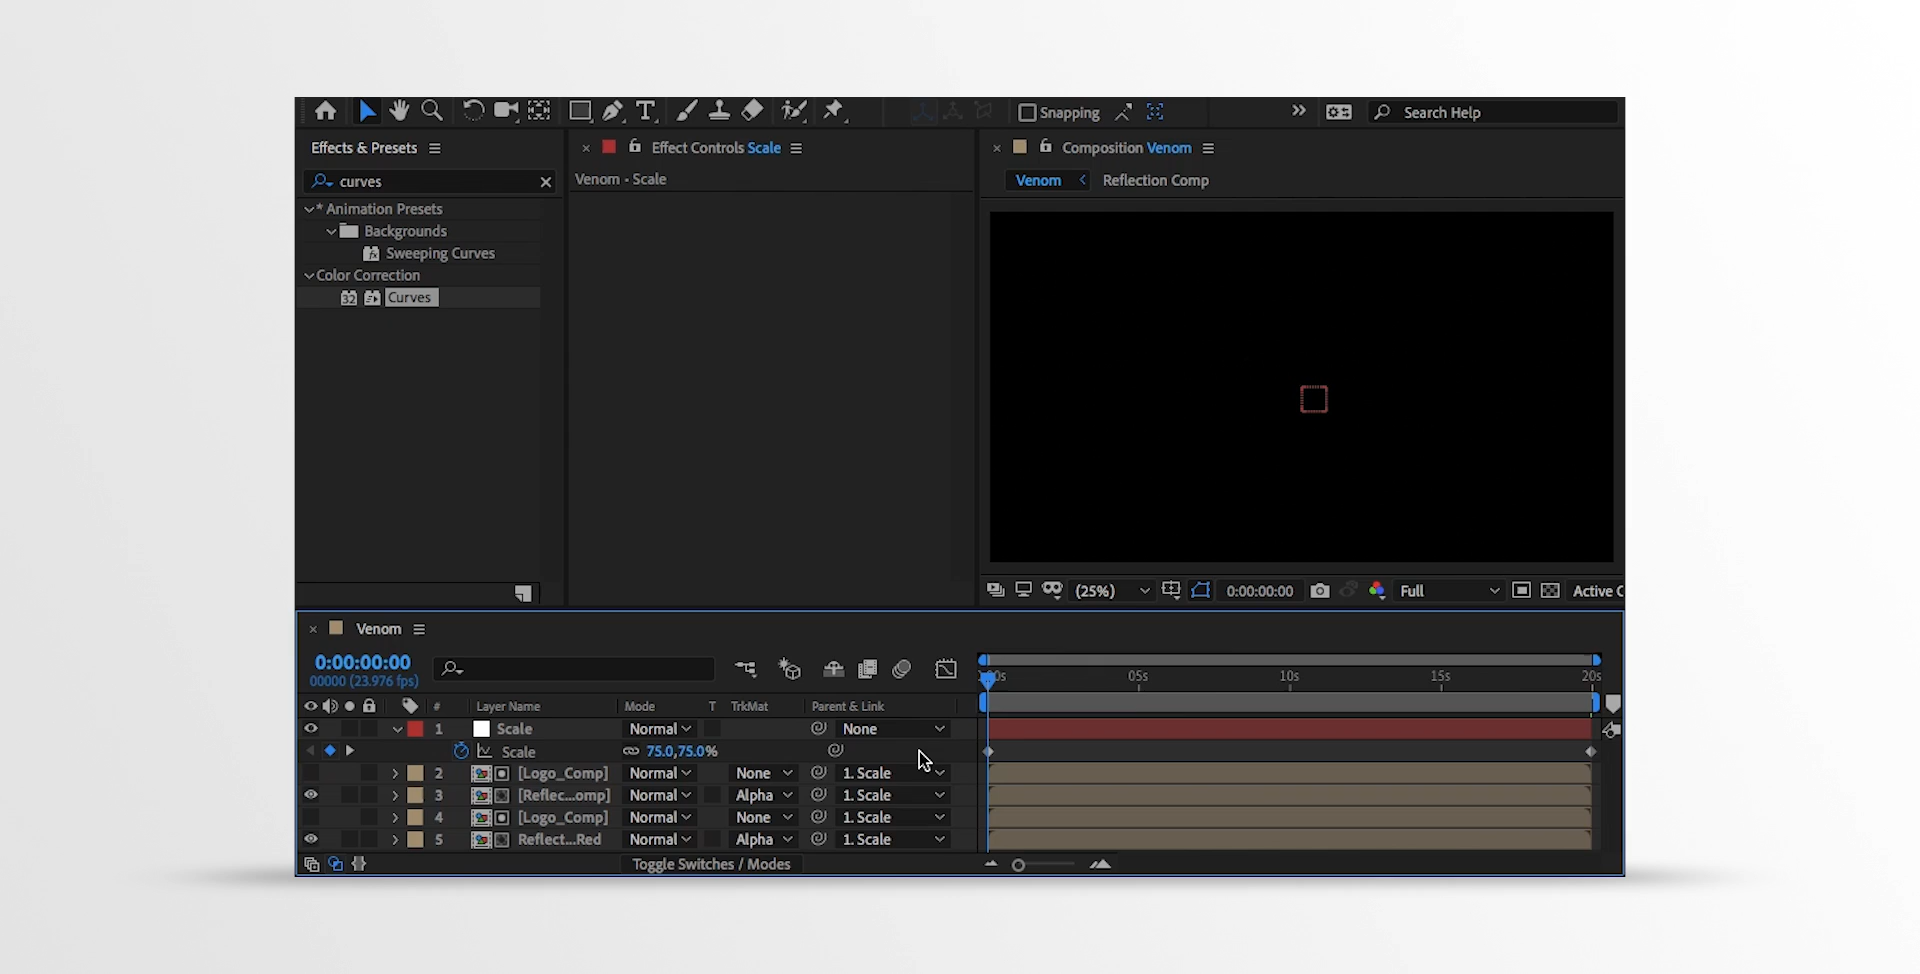 Snapping
Search Help
Effects & Presets
Effect Controls Scale
Composition Venom
curves
Venom - Scale
Venom
Reflection Comp
* Animation Presets
Backgrounds
Sweeping Curves
Color Correction
32 Curves
(25%)
0:00:00:00
Full
Active C
Venom
0:00:00:00
00000 (23.976 fps)
00s 05s 10s 15s 20s
# Layer Name Mode T TrkMat Parent & Link
1 Scale Normal None
Scale 75.0,75.0%
2 [Logo_Comp] Normal None 1. Scale
3 [Reflec...omp] Normal Alpha 1. Scale
4 [Logo_Comp] Normal None 1. Scale
5 Reflect...Red Normal Alpha 1. Scale
Toggle Switches / Modes